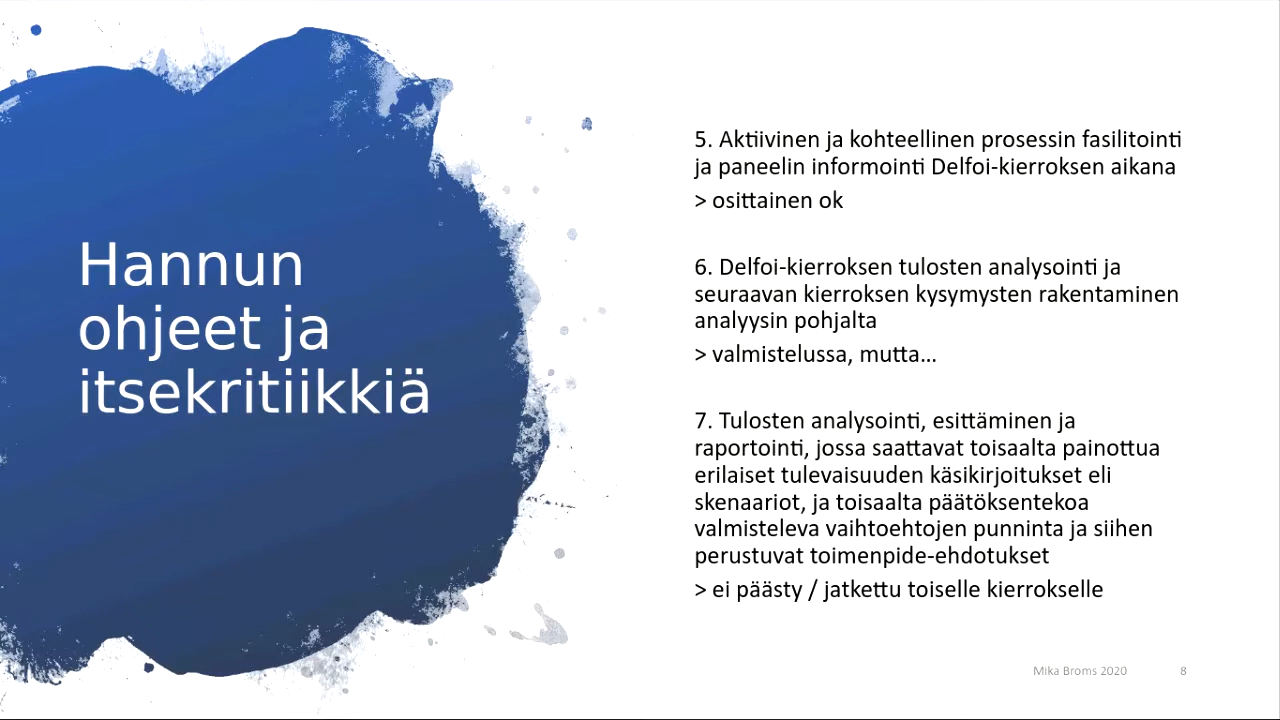 Hannun
ohjeet ja
itsekritiikkiä
5. Aktiivinen ja kohteellinen prosessin fasilitointi
ja paneelin informointi Delfoi-kierroksen aikana
> osittainen ok
6. Delfoi-kierroksen tulosten analysointi ja
seuraavan kierroksen kysymysten rakentaminen
analyysin pohjalta
> valmistelussa, mutta...
7. Tulosten analysointi, esittäminen ja
raportointi, jossa saattavat toisaalta painottua
erilaiset tulevaisuuden käsikirjoitukset eli
skenaariot, ja toisaalta päätöksentekoa
valmisteleva vaihtoehtojen punninta ja siihen
perustuvat toimenpide-ehdotukset
> ei päästy / jatkettu toiselle kierrokselle
Mika Broms 2020 8